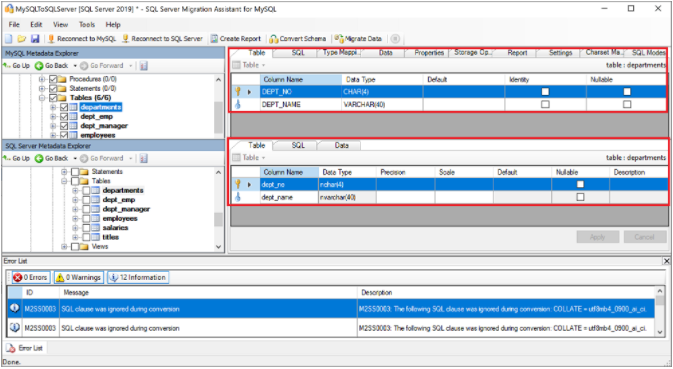 MySQLToSQLServer [SQL Server 2019] * - SQL Server Migration Assistant for MySQL
File Edit View Tools Help
Reconnect to MySQL Reconnect to SQL Server Create Report Convert Schema Migrate Data
MySQL Metadata Explorer
Go Up Go Back Go Forward
Procedures (0/0)
Statements (0/0)
Tables (6/6)
departments
dept_emp
dept_manager
employees
Table SQL Type Mappi... Data Properties Storage Op... Report Settings Charset Ma... SQL Modes
Table table : departments
Column Name Data Type Default Identity Nullable
DEPT_NO CHAR(4)
DEPT_NAME VARCHAR(40)
SQL Server Metadata Explorer
Go Up Go Back Go Forward
Statements
Tables
departments
dept_emp
dept_manager
employees
salaries
titles
Views
Table SQL Data
Table table : departments
Column Name Data Type Precision Scale Default Nullable Description
dept_no nchar(4)
dept_name nvarchar(40)
Apply Cancel
Error List
0 Errors 0 Warnings 12 Information
ID Message Description
M2SS0003 SQL clause was ignored during conversion M2SS0003: The following SQL clause was ignored during conversion: COLLATE = utf8mb4_0900_ai_ci.
M2SS0003 SQL clause was ignored during conversion M2SS0003: The following SQL clause was ignored during conversion: COLLATE = utf8mb4_0900_ai_ci.
Error List
Done.